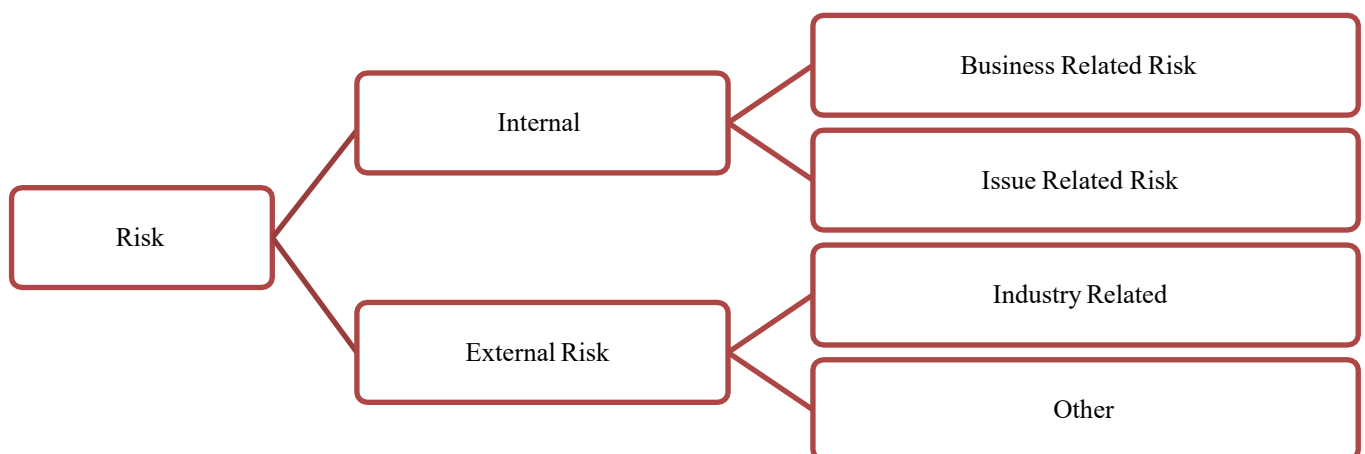 Risk
Internal
Business Related Risk
Issue Related Risk
External Risk
Industry Related
Other